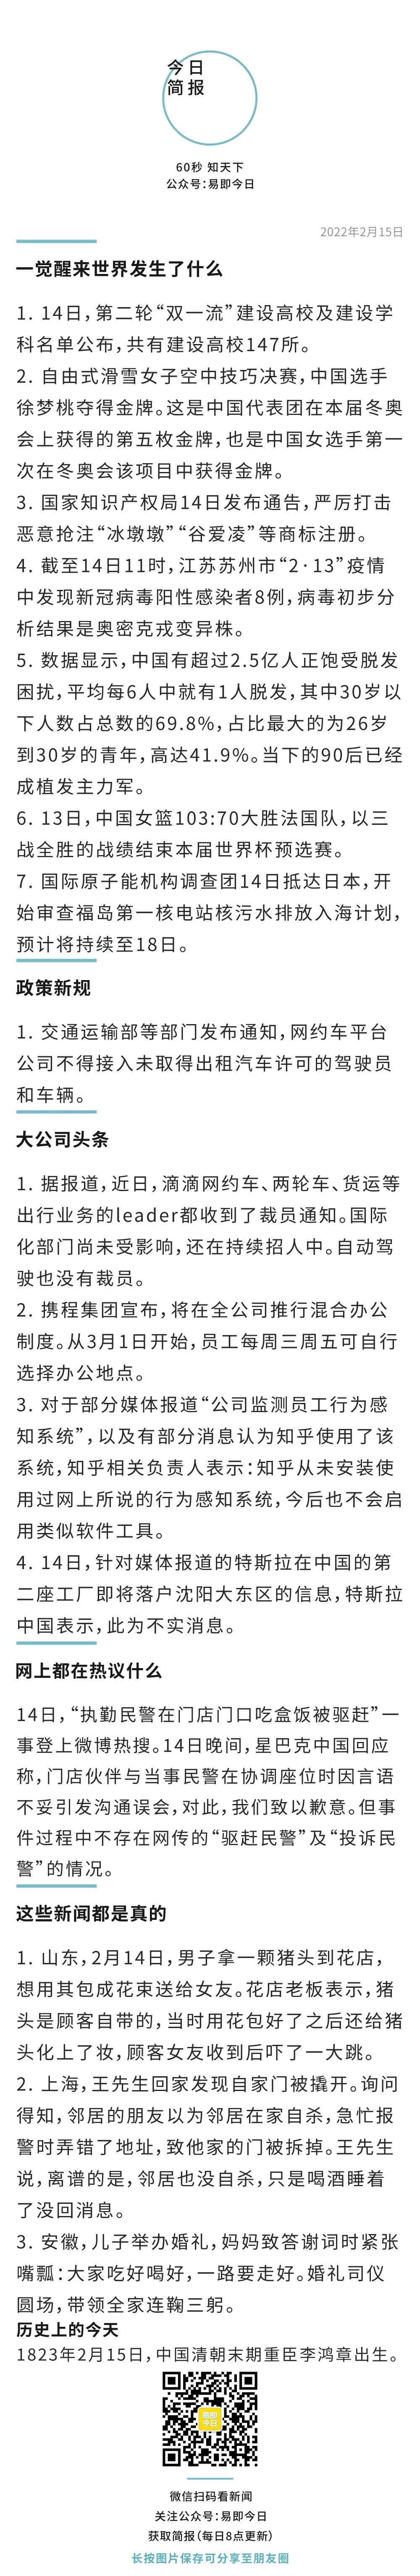 今日
简报
60秒 知天下
公众号:易即今日
2022年2月15日
一觉醒来世界发生了什么
1. 14日,第二轮“双一流”建设高校及建设学
科名单公布,共有建设高校147所。
2. 自由式滑雪女子空中技巧决赛,中国选手
徐梦桃夺得金牌。这是中国代表团在本届冬奥
会上获得的第五枚金牌,也是中国女选手第一
次在冬奥会该项目中获得金牌。
3. 国家知识产权局14日发布通告,严厉打击
恶意抢注“冰墩墩”“谷爱凌”等商标注册。
4. 截至14日11时,江苏苏州市“2·13”疫情
中发现新冠病毒阳性感染者8例,病毒初步分
析结果是奥密克戎变异株。
5. 数据显示,中国有超过2.5亿人正饱受脱发
困扰,平均每6人中就有1人脱发,其中30岁以
下人数占总数的69.8%,占比最大的为26岁
到30岁的青年,高达41.9%。当下的90后已经
成植发主力军。
6. 13日,中国女篮103:70大胜法国队,以三
战全胜的战绩结束本届世界杯预选赛。
7. 国际原子能机构调查团14日抵达日本,开
始审查福岛第一核电站核污水排放入海计划,
预计将持续至18日。
政策新规
1. 交通运输部等部门发布通知,网约车平台
公司不得接入未取得出租汽车许可的驾驶员
和车辆。
大公司头条
1. 据报道,近日,滴滴网约车、两轮车、货运等
出行业务的leader都收到了裁员通知。国际
化部门尚未受影响,还在持续招人中。自动驾
驶也没有裁员。
2. 携程集团宣布,将在全公司推行混合办公
制度。从3月1日开始,员工每周三周五可自行
选择办公地点。
3. 对于部分媒体报道“公司监测员工行为感
知系统”,以及有部分消息认为知乎使用了该
系统,知乎相关负责人表示:知乎从未安装使
用过网上所说的行为感知系统,今后也不会启
用类似软件工具。
4. 14日,针对媒体报道的特斯拉在中国的第
二座工厂即将落户沈阳大东区的信息,特斯拉
中国表示,此为不实消息。
网上都在热议什么
14日,“执勤民警在门店门口吃盒饭被驱赶”一
事登上微博热搜。14日晚间,星巴克中国回应
称,门店伙伴与当事民警在协调座位时因言语
不妥引发沟通误会,对此,我们致以歉意。但事
件过程中不存在网传的“驱赶民警”及“投诉民
警”的情况。
这些新闻都是真的
1. 山东,2月14日,男子拿一颗猪头到花店,
想用其包成花束送给女友。花店老板表示,猪
头是顾客自带的,当时用花包好了之后还给猪
头化上了妆,顾客女友收到后吓了一大跳。
2. 上海,王先生回家发现自家门被撬开。询问
得知,邻居的朋友以为邻居在家自杀,急忙报
警时弄错了地址,致他家的门被拆掉。王先生
说,离谱的是,邻居也没自杀,只是喝酒睡着
了没回消息。
3. 安徽,儿子举办婚礼,妈妈致答谢词时紧张
嘴瓢:大家吃好喝好,一路要走好。婚礼司仪
圆场,带领全家连鞠三躬。
历史上的今天
1823年2月15日,中国清朝末期重臣李鸿章出生。
易即
今日
微信扫码看新闻
关注公众号:易即今日
获取简报(每日8点更新)
长按图片保存可分享至朋友圈